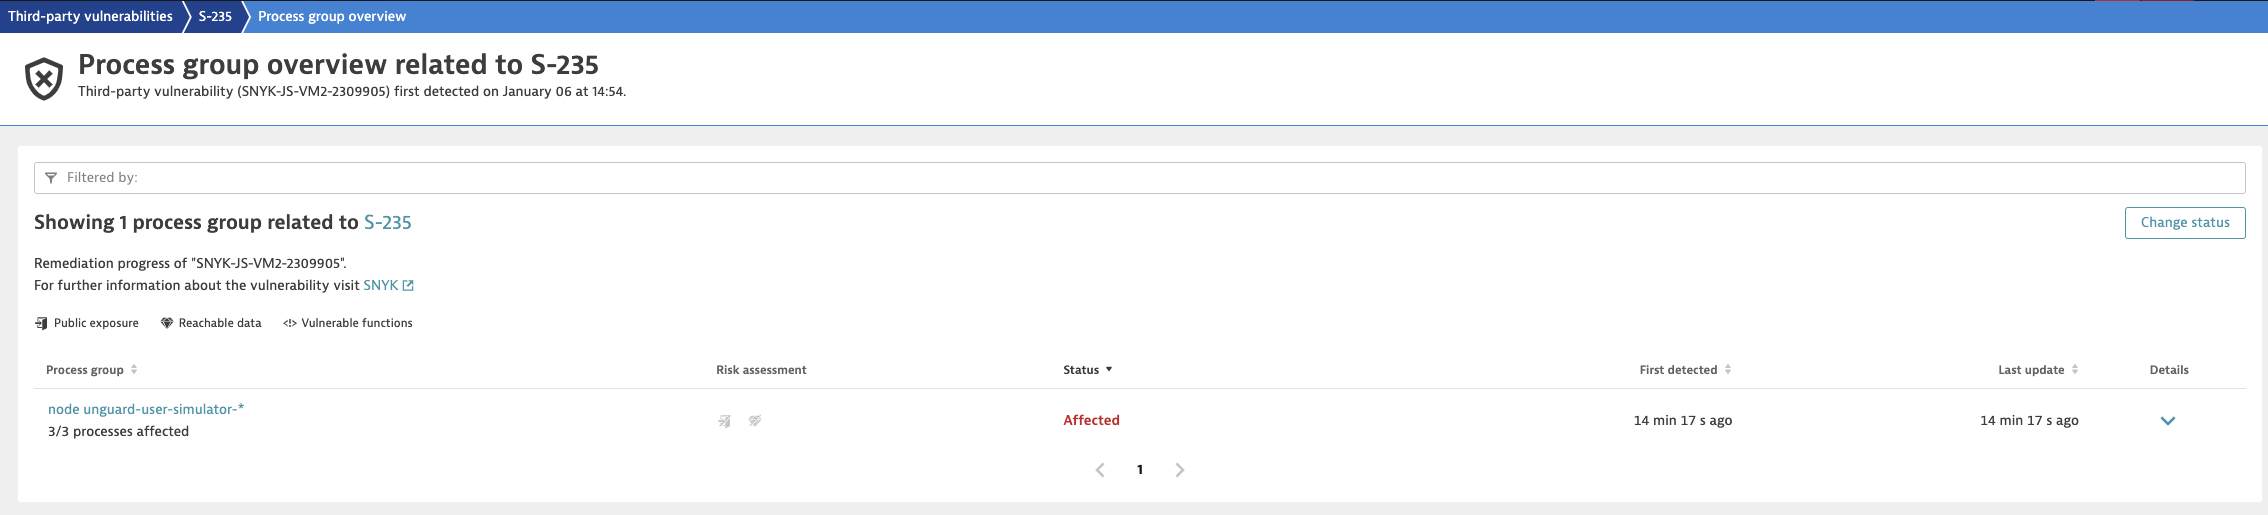 Third-party vulnerabilities S-235 Process group overview
Process group overview related to S-235
Third-party vulnerability (SNYK-JS-VM2-2309905) first detected on January 06 at 14:54.
Filtered by:
Showing 1 process group related to S-235
Change status
Remediation progress of "SNYK-JS-VM2-2309905".
For further information about the vulnerability visit SNYK
Public exposure Reachable data Vulnerable functions
Process group Risk assessment Status First detected Last update Details
node unguard-user-simulator-*
3/3 processes affected
Affected 14 min 17 s ago 14 min 17 s ago
1